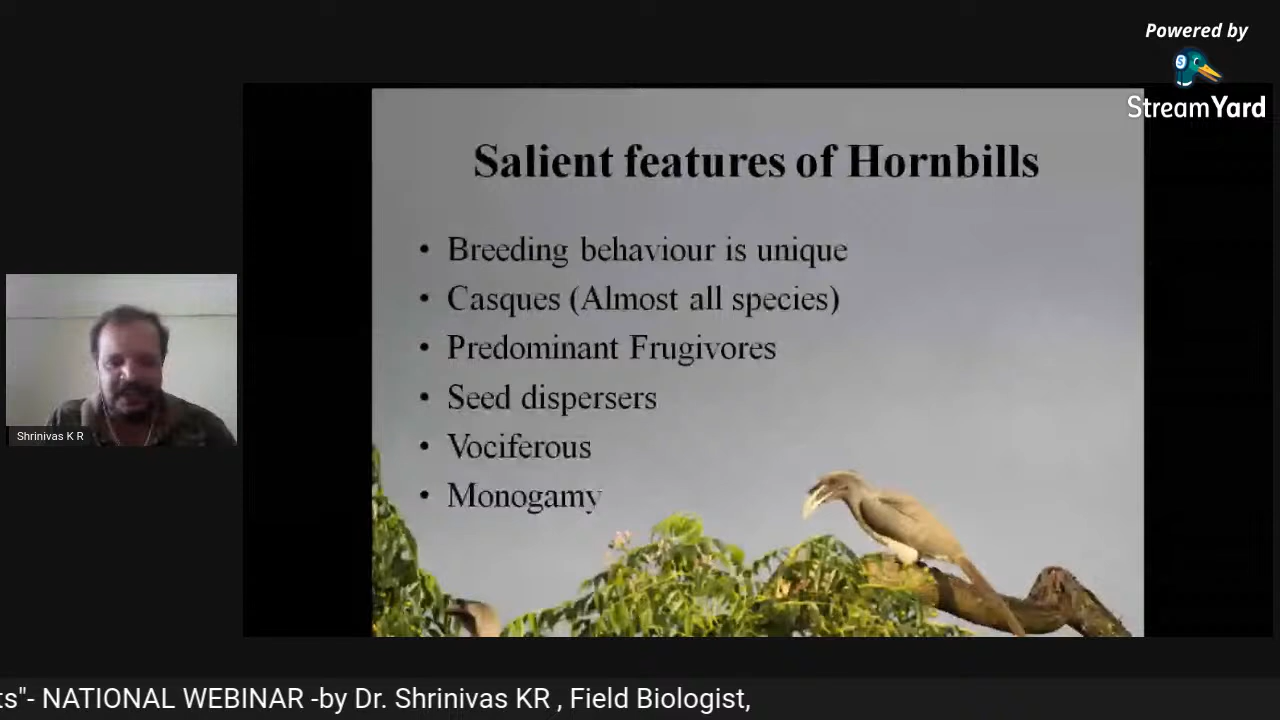 Powered by
StreamYard
Salient features of Hornbills
• Breeding behaviour is unique
• Casques (Almost all species)
• Predominant Frugivores
• Seed dispersers
• Vociferous
• Monogamy
Shrinivas K R
ts"- NATIONAL WEBINAR -by Dr. Shrinivas KR , Field Biologist,